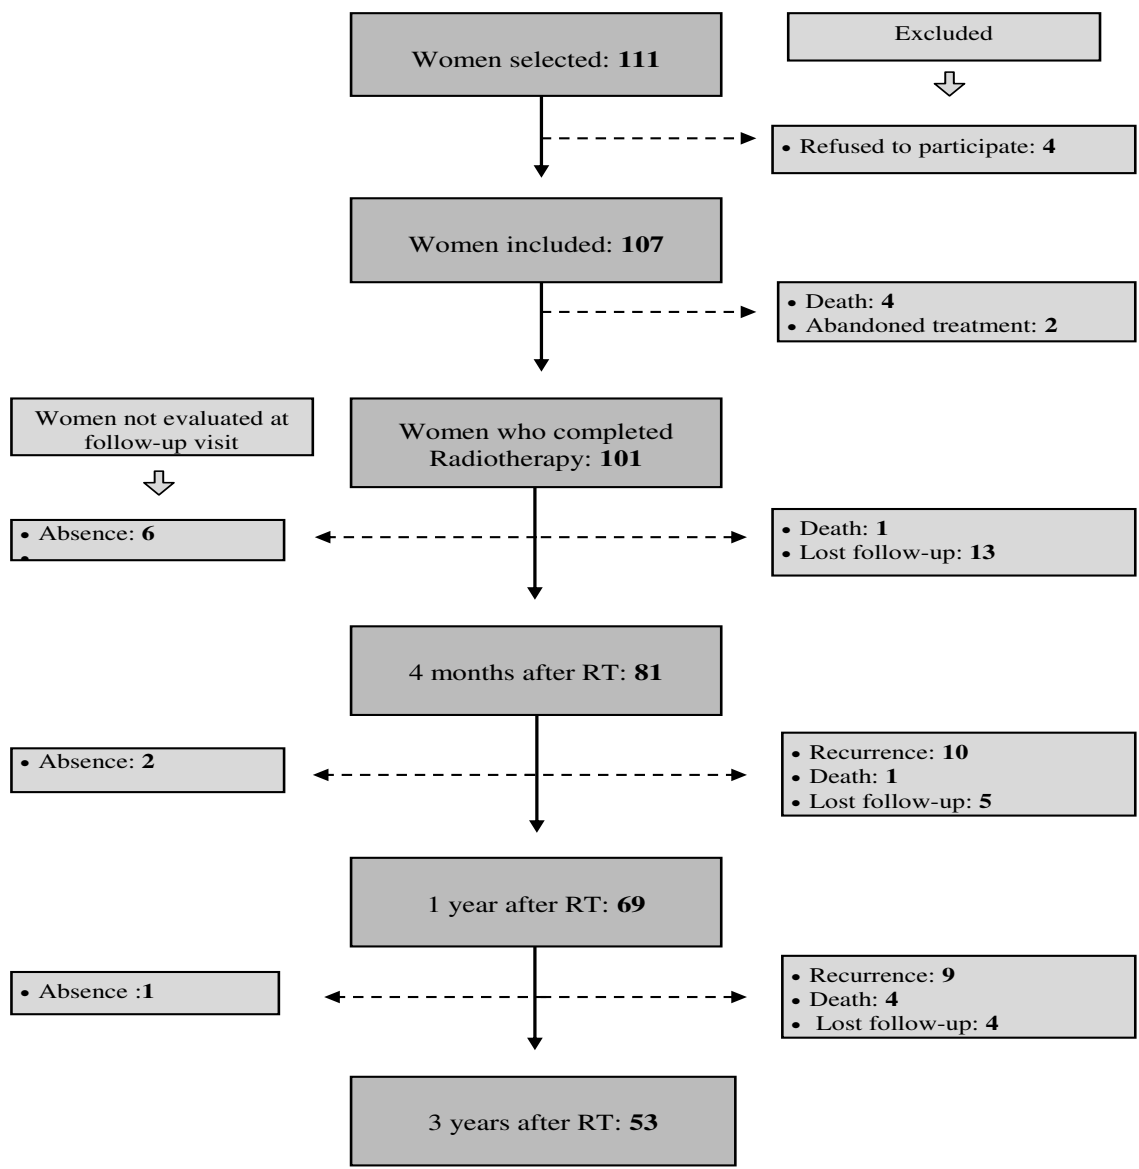 Women selected: 111
Excluded
• Refused to participate: 4
Women included: 107
• Death: 4
• Abandoned treatment: 2
Women not evaluated at
follow-up visit
Women who completed
Radiotherapy: 101
• Absence: 6
•
• Death: 1
• Lost follow-up: 13
4 months after RT: 81
• Absence: 2
• Recurrence: 10
• Death: 1
• Lost follow-up: 5
1 year after RT: 69
• Absence :1
• Recurrence: 9
• Death: 4
• Lost follow-up: 4
3 years after RT: 53